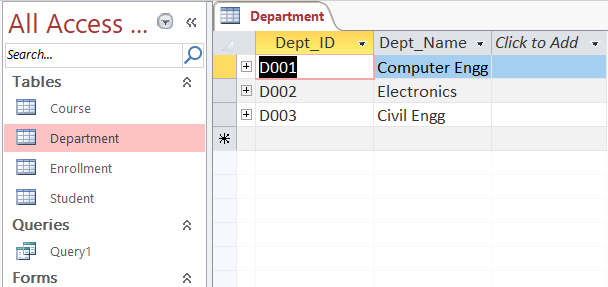 All Access ...
Search...
Tables
Course
Department
Enrollment
Student
Queries
Query1
Forms
Department
Dept_ID Dept_Name Click to Add
D001 Computer Engg
D002 Electronics
D003 Civil Engg